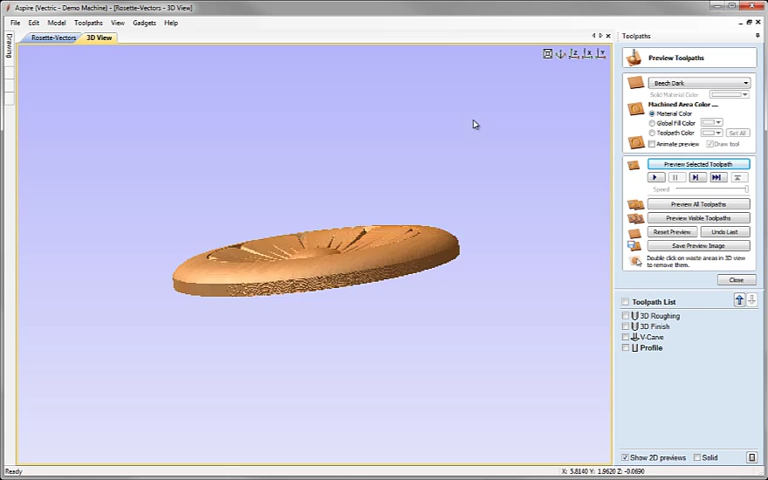 Aspire (Vectric - Demo Machine) - [Rosette-Vectors - 3D View]
File Edit Model Toolpaths View Gadgets Help
Drawing
Rosette-Vectors 3D View
Z X Y
Toolpaths
Preview Toolpaths
Beech Dark
Solid Material Color
Machined Area Color ...
Material Color
Global Fill Color
Toolpath Color Set All
Animate preview Draw tool
Preview Selected Toolpath
Speed
Preview All Toolpaths
Preview Visible Toolpaths
Reset Preview Undo Last
Save Preview Image
Double click on waste areas in 3D view
to remove them.
Close
Toolpath List
3D Roughing
3D Finish
V-Carve
Profile
Show 2D previews Solid
Ready X: 5.8140 Y: 1.9620 Z:-0.0690